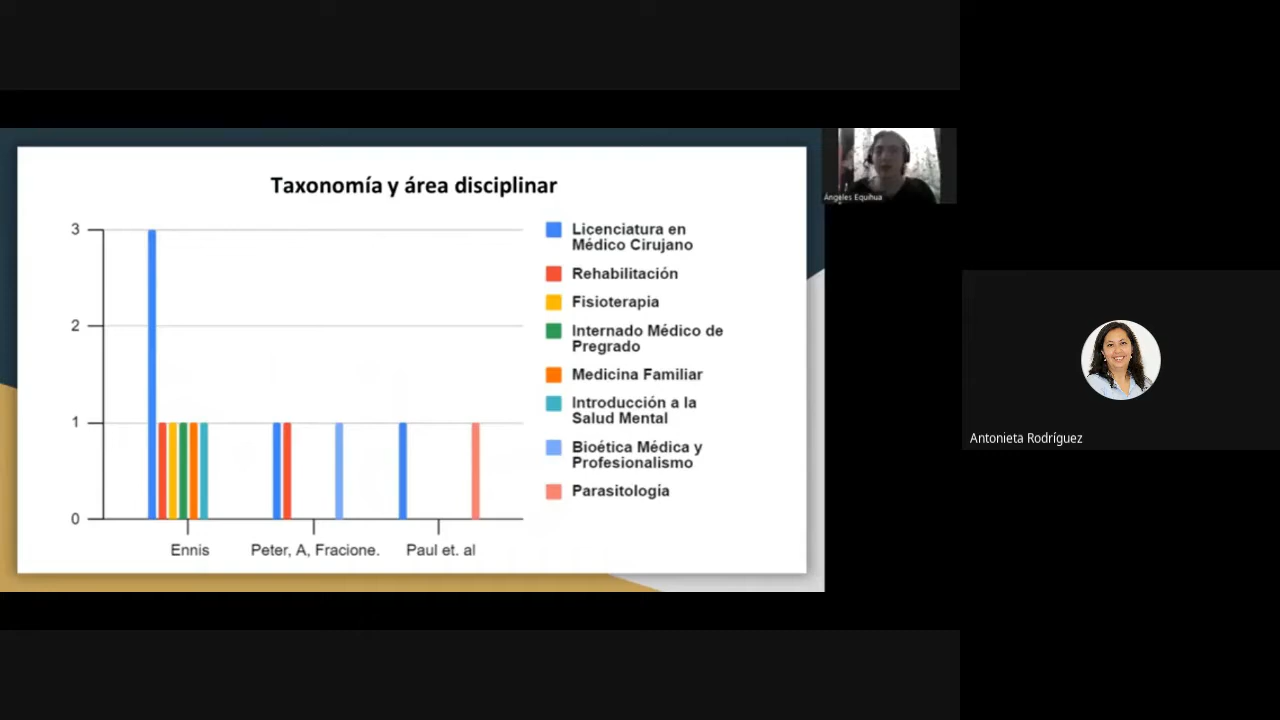 Taxonomía y área disciplinar
3
2
1
0
Ennis
Peter, A, Fracione.
Paul et. al
Licenciatura en
Médico Cirujano
Rehabilitación
Fisioterapia
Internado Médico de
Pregrado
Medicina Familiar
Introducción a la
Salud Mental
Bioética Médica y
Profesionalismo
Parasitología
Ángeles Equihua
Antonieta Rodríguez